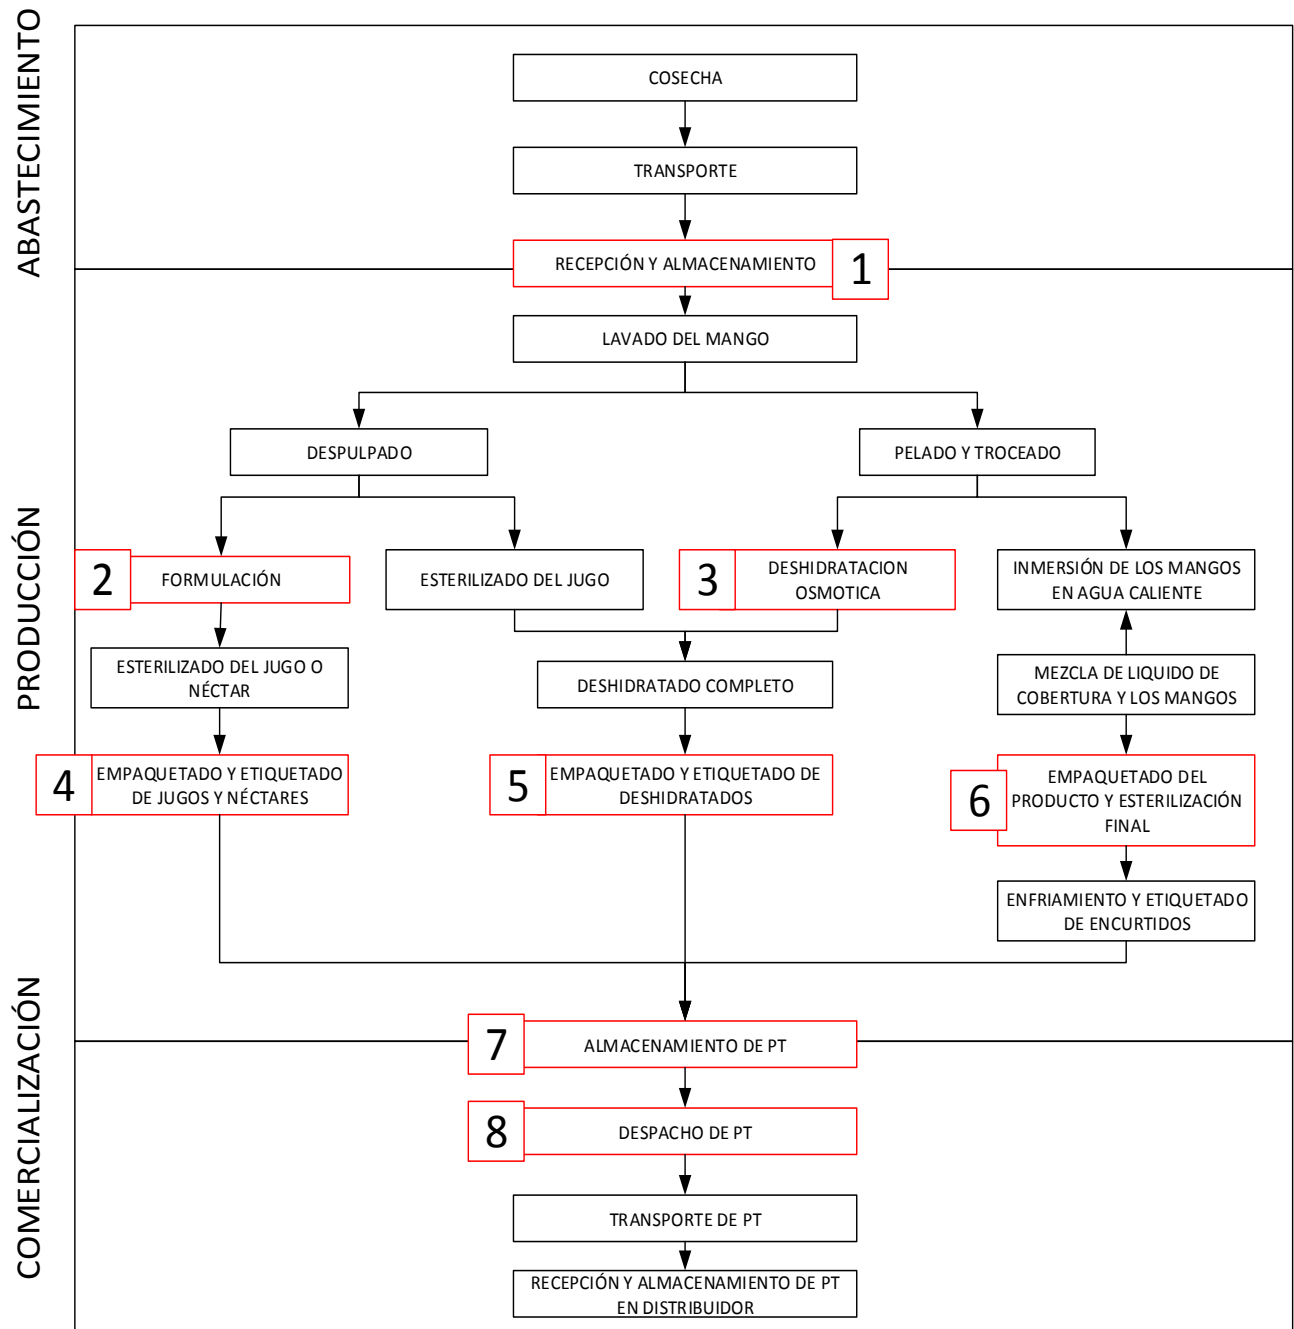 ABASTECIMIENTO
COSECHA
TRANSPORTE
RECEPCIÓN Y ALMACENAMIENTO
1
PRODUCCIÓN
LAVADO DEL MANGO
DESPULPADO
PELADO Y TROCEADO
2
FORMULACIÓN
ESTERILIZADO DEL JUGO
3
DESHIDRATACION
OSMOTICA
INMERSIÓN DE LOS MANGOS
EN AGUA CALIENTE
ESTERILIZADO DEL JUGO O
NÉCTAR
DESHIDRATADO COMPLETO
MEZCLA DE LIQUIDO DE
COBERTURA Y LOS MANGOS
4
EMPAQUETADO Y ETIQUETADO
DE JUGOS Y NÉCTARES
5
EMPAQUETADO Y ETIQUETADO DE
DESHIDRATADOS
6
EMPAQUETADO DEL
PRODUCTO Y ESTERILIZACIÓN
FINAL
ENFRIAMIENTO Y ETIQUETADO
DE ENCURTIDOS
COMERCIALIZACIÓN
7
ALMACENAMIENTO DE PT
8
DESPACHO DE PT
TRANSPORTE DE PT
RECEPCIÓN Y ALMACENAMIENTO DE PT
EN DISTRIBUIDOR